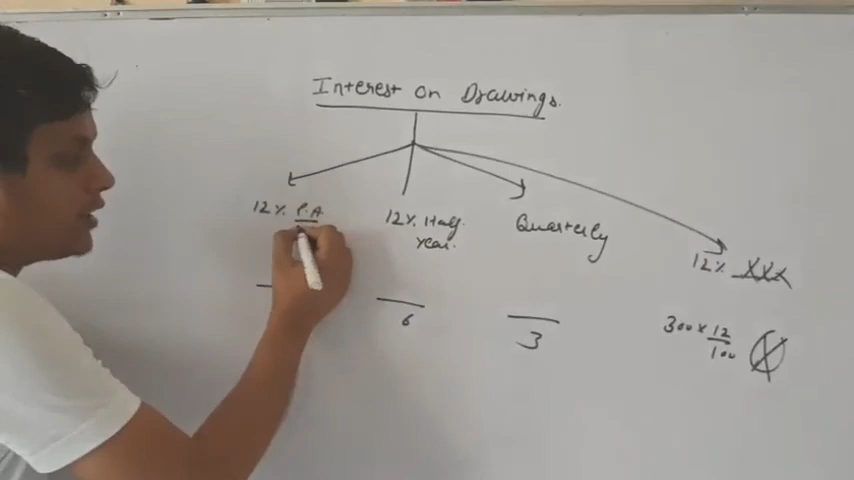 Interest on Drawings.
12%. P.A
12%. Half
Year.
Quarterly
12% XXX
6
3
300 x 12
100